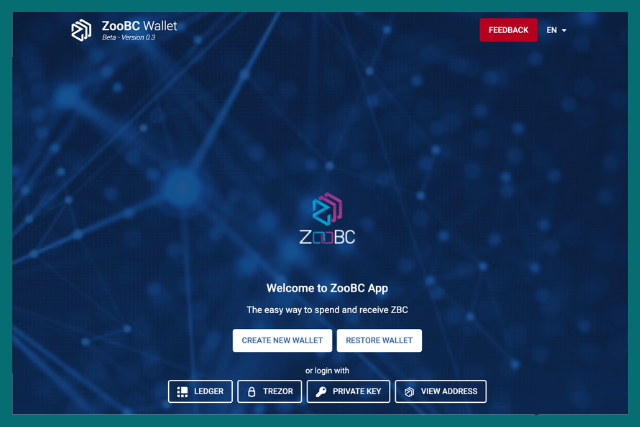 ZooBC Wallet
Beta - Version 0.3
FEEDBACK
EN
ZooBC
Welcome to ZooBC App
The easy way to spend and receive ZBC
CREATE NEW WALLET
RESTORE WALLET
or login with
LEDGER
TREZOR
PRIVATE KEY
VIEW ADDRESS